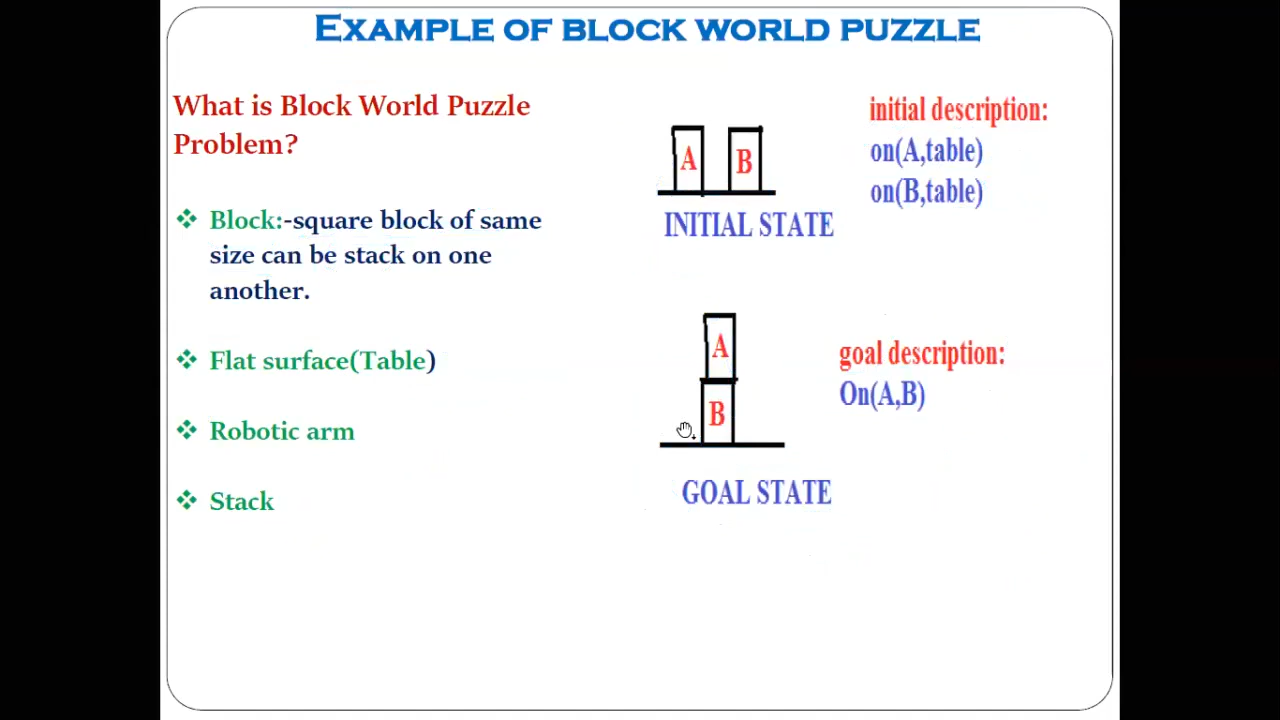 EXAMPLE OF BLOCK WORLD PUZZLE
What is Block World Puzzle
Problem?
Block:-square block of same
size can be stack on one
another.
Flat surface(Table)
Robotic arm
Stack
A B
INITIAL STATE
initial description:
on(A,table)
on(B,table)
A
B
GOAL STATE
goal description:
On(A,B)